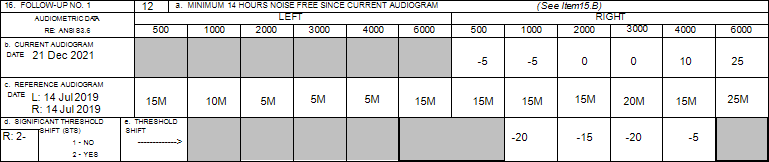 16. FOLLOW-UP NO. 1 12 a. MINIMUM 14 HOURS NOISE FREE SINCE CURRENT AUDIOGRAM (See Item15.B)
AUDIOMETRIC DATA LEFT RIGHT
RE: ANSI 83.6 500 1000 2000 3000 4000 6000 500 1000 2000 3000 4000 6000
b. CURRENT AUDIOGRAM
DATE 21 Dec 2021 -5 -5 0 0 10 25
c. REFERENCE AUDIOGRAM
DATE L: 14 Jul 2019
R: 14 Jul 2019 15M 10M 5M 5M 5M 15M 15M 15M 15M 20M 15M 25M
d. SIGNIFICANT THRESHOLD e. THRESHOLD
SHIFT (STS) SHIFT
R: 2- 1 - NO -------------> -20 -15 -20 -5
2 - YES